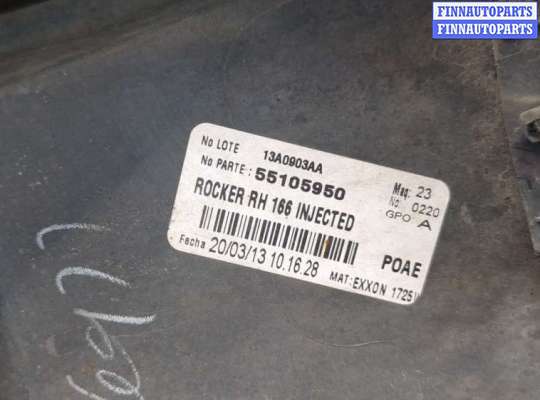 FINNAUTOPARTS
FINNAUTOPARTS
No LOTE 13A0903AA
No PARTE : 55105950
ROCKER RH 166 INJECTED
Fecha 20/03/13 10.16.28
Maq: 23
No: 0220
GPO A
POAE
MAT:EXXON 1725